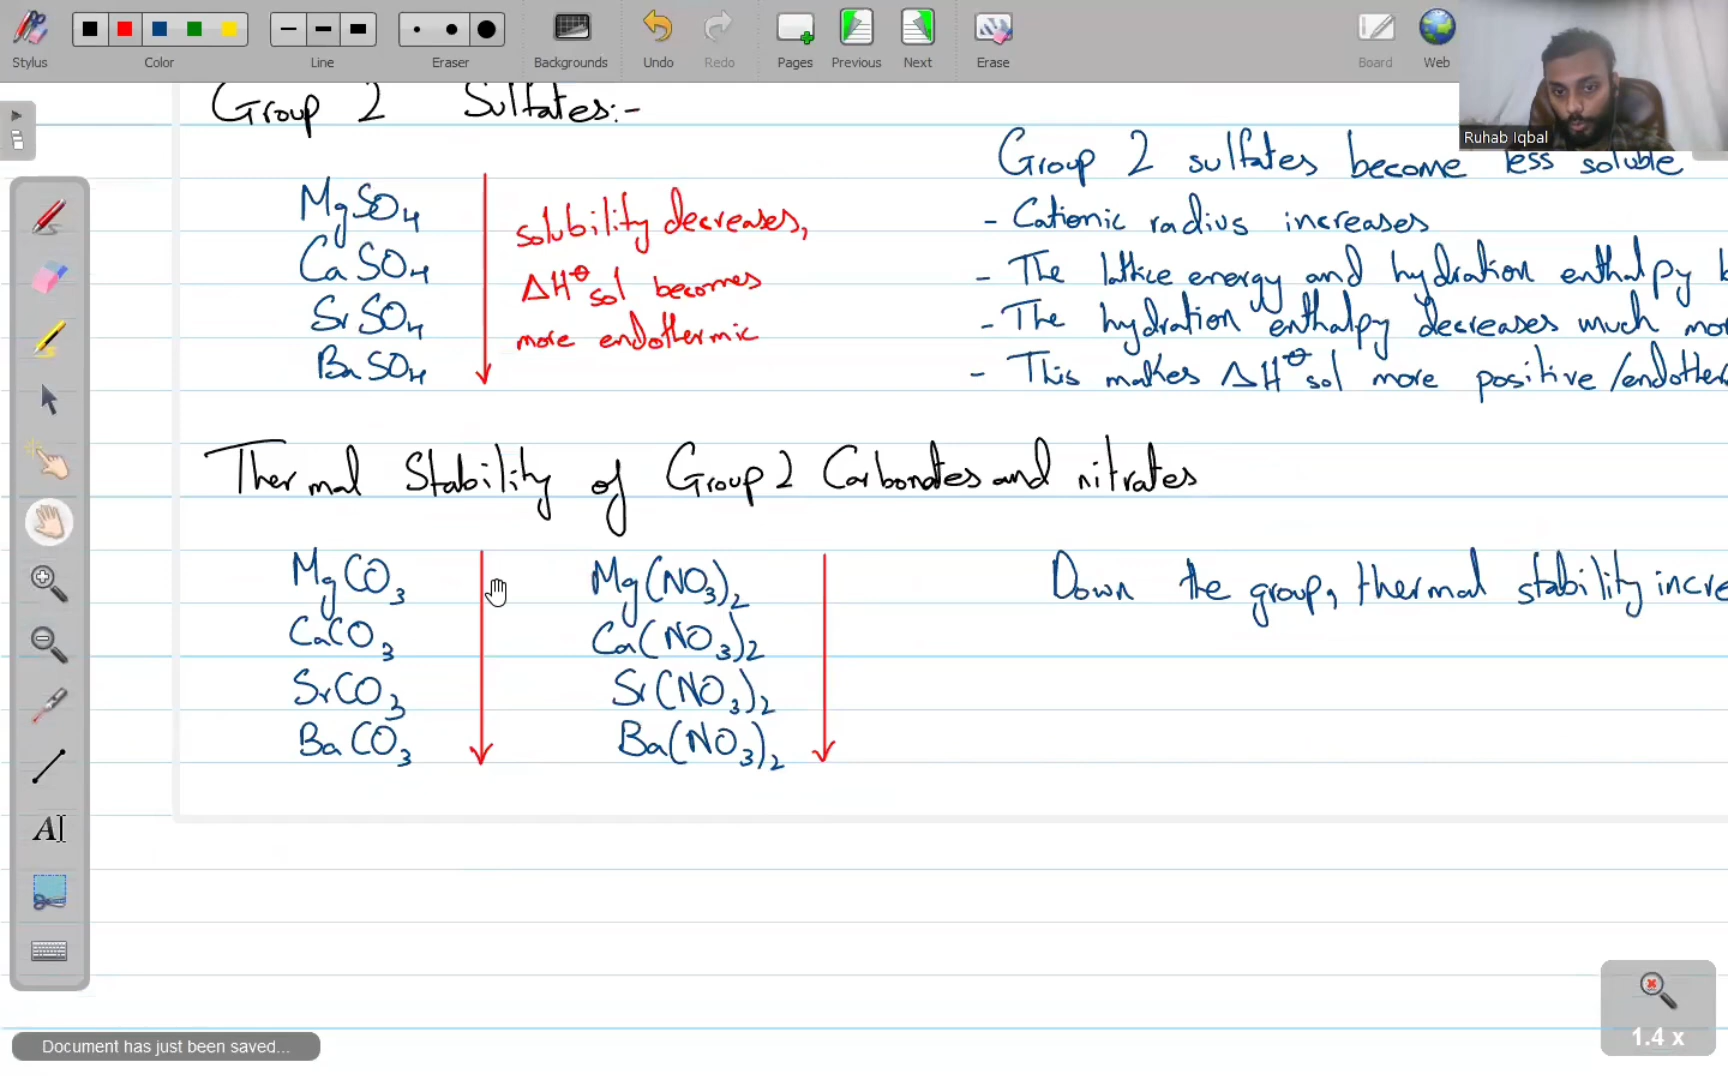 Stylus
Color
Line
Eraser
Backgrounds
Undo
Redo
Pages
Previous
Next
Erase
Board
Web
Ruhab Iqbal
Group 2 Sulfates:-
MgSO4
CaSO4
SrSO4
BaSO4
solubility decreases,
ΔH⦵sol becomes
more endothermic
Group 2 sulfates become less soluble
- Cationic radius increases
- The lattice energy and hydration enthalpy
- The hydration enthalpy decreases much
- This makes ΔH⦵sol more positive/
Thermal Stability of Group 2 Carbonates and nitrates
MgCO3
CaCO3
SrCO3
BaCO3
Mg(NO3)2
Ca(NO3)2
Sr(NO3)2
Ba(NO3)2
Down the group, thermal stability
Document has just been saved...
1.4 x